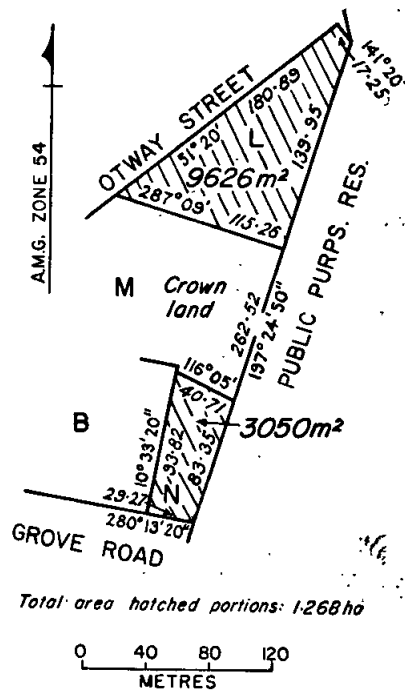 141°20'
17·25
180·89
OTWAY STREET
51°20'
L
139·95
9626m²
287°09'
115·26
A.M.G. ZONE 54
M
Crown
land
262·52
197°24'50"
PUBLIC PURPS. RES.
116°05'
40·71
B
10°33'20"
93·82
83·35
3050m²
N
29·27
280°13'20"
GROVE ROAD
Total area hatched portions: 1·268 ha
0 40 80 120
METRES